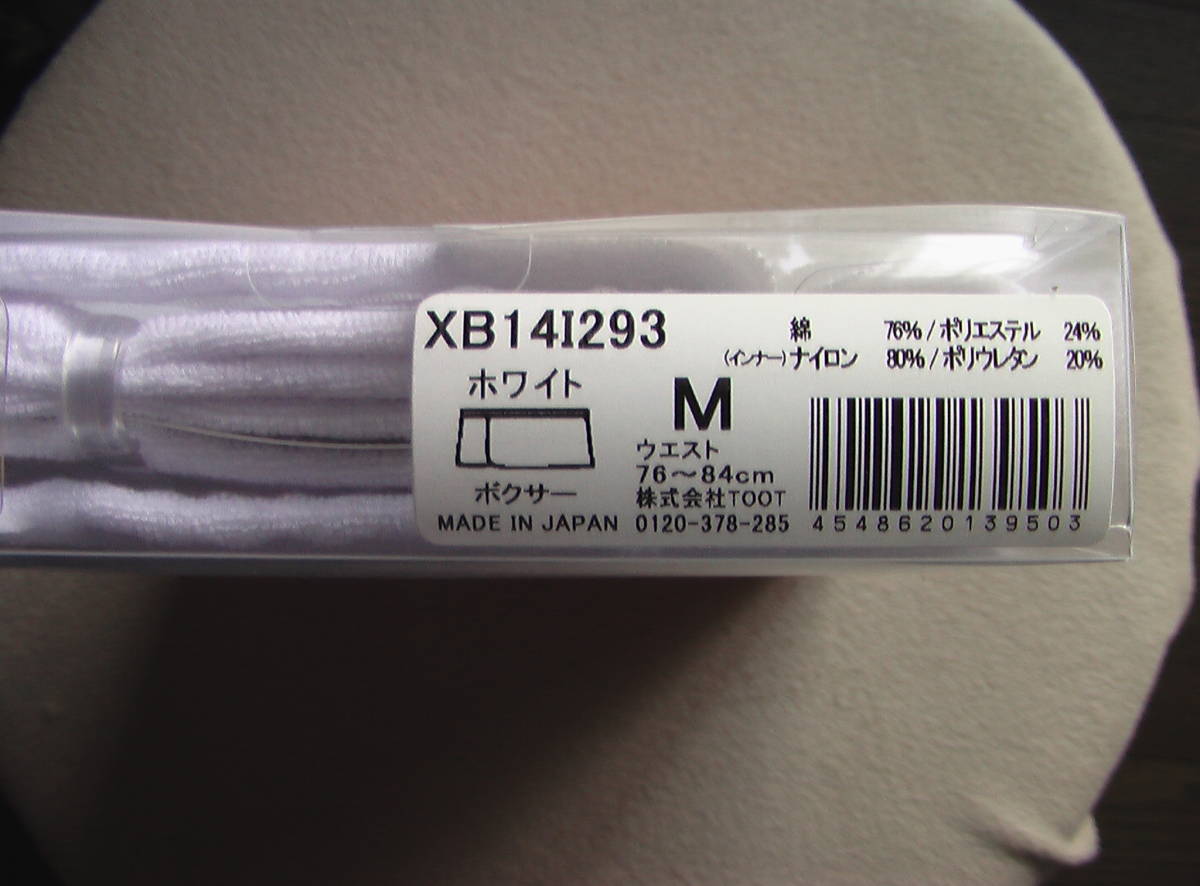 XB14I293
綿 76% / ポリエステル 24%
(インナー)ナイロン 80% / ポリウレタン 20%
ホワイト
M
ウエスト
76〜84cm
ボクサー
株式会社TOOT
MADE IN JAPAN 0120-378-285
4548620139503